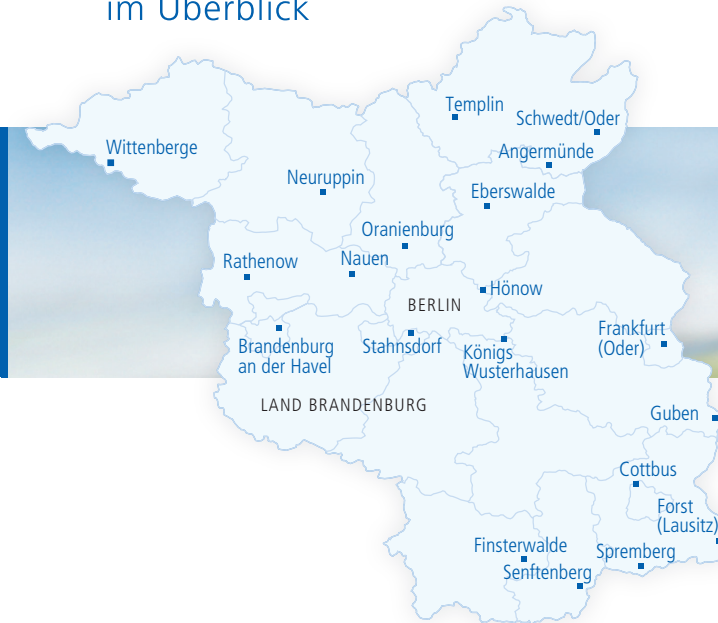 im Überblick
Templin
Schwedt/Oder
Wittenberge
Angermünde
Neuruppin
Eberswalde
Oranienburg
Rathenow
Nauen
Hönow
BERLIN
Frankfurt
(Oder)
Brandenburg
an der Havel
Stahnsdorf
Königs
Wusterhausen
LAND BRANDENBURG
Guben
Cottbus
Forst
(Lausitz)
Finsterwalde
Spremberg
Senftenberg